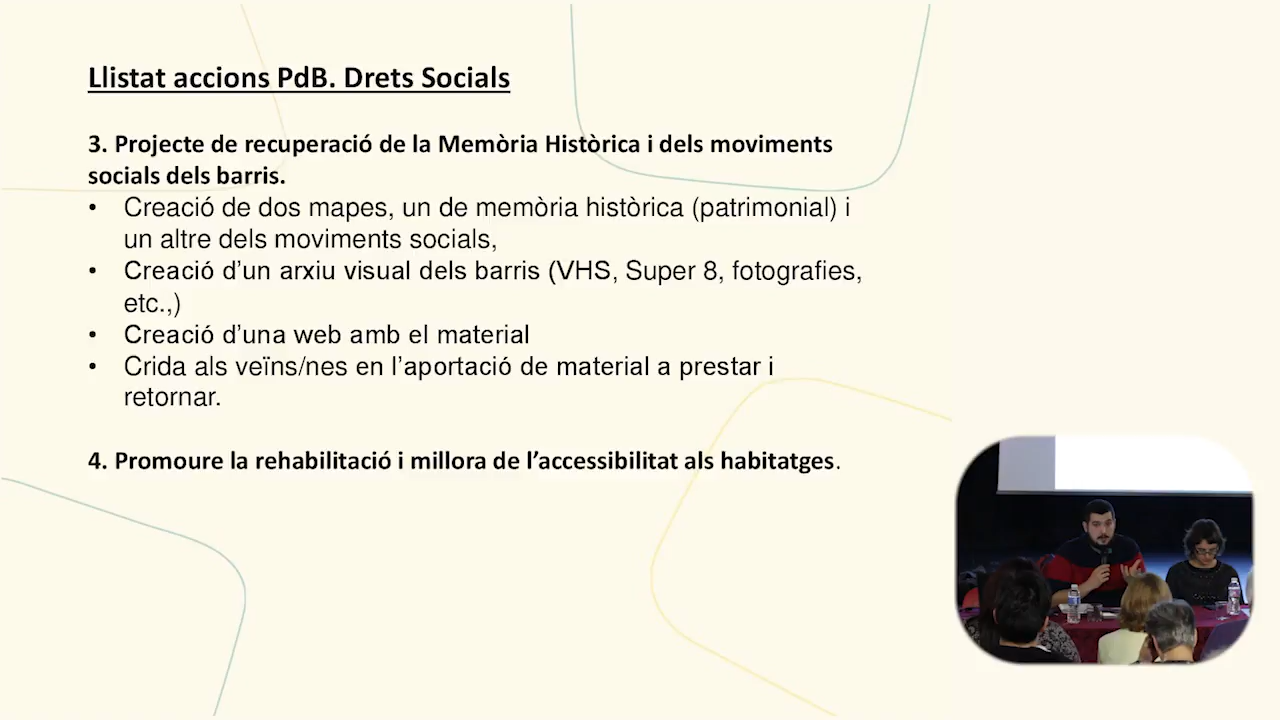 Llistat accions PdB. Drets Socials
3. Projecte de recuperació de la Memòria Històrica i dels moviments
socials dels barris.
• Creació de dos mapes, un de memòria històrica (patrimonial) i
un altre dels moviments socials,
• Creació d’un arxiu visual dels barris (VHS, Super 8, fotografies,
etc.,)
• Creació d’una web amb el material
• Crida als veïns/nes en l’aportació de material a prestar i
retornar.
4. Promoure la rehabilitació i millora de l’accessibilitat als habitatges.